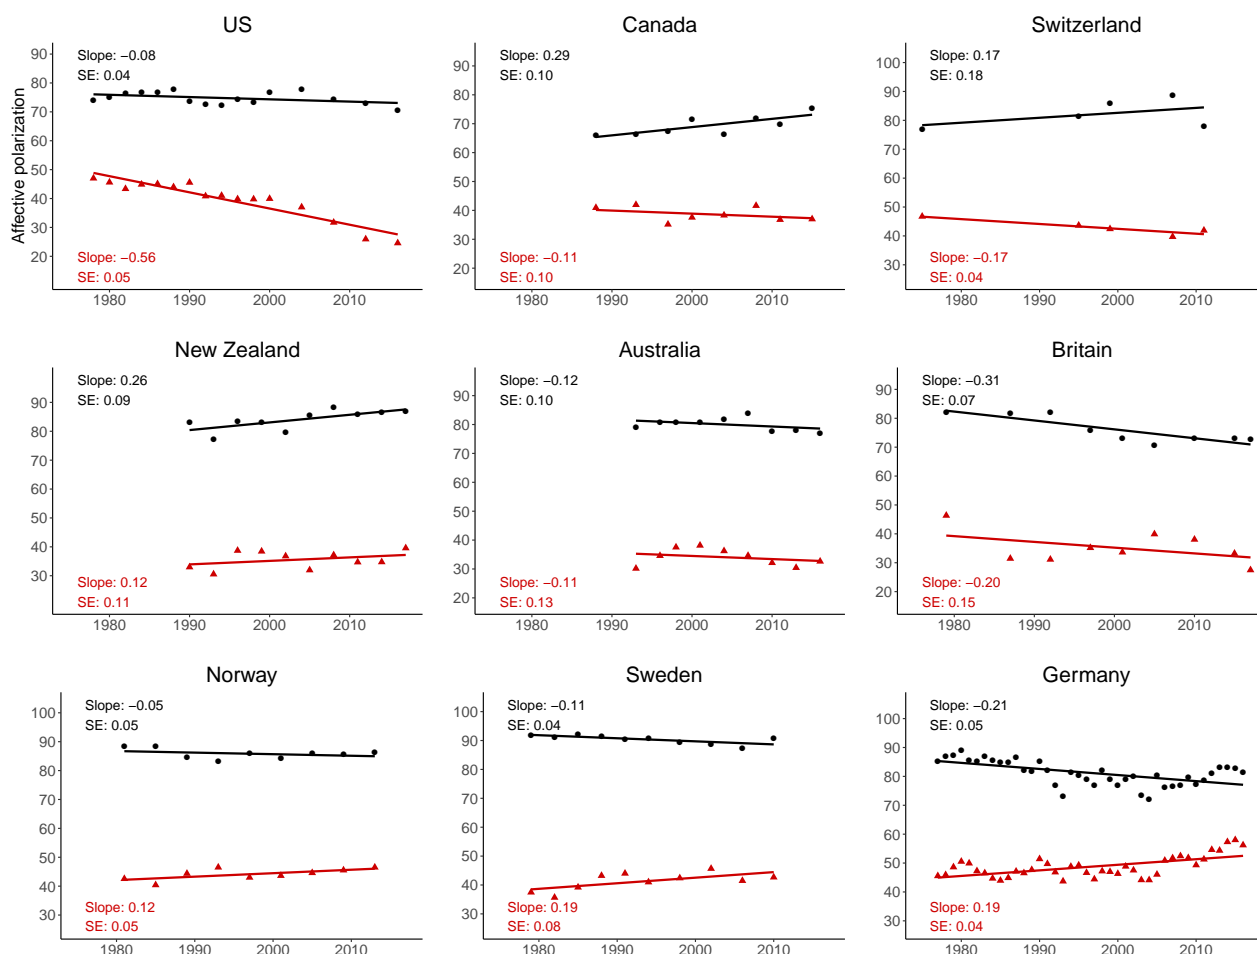 US
Slope: −0.08
SE: 0.04
Affective polarization
90
80
70
60
50
40
30
20
Slope: −0.56
SE: 0.05
1980 1990 2000 2010
Canada
Slope: 0.29
SE: 0.10
90
80
70
60
50
40
30
20
Slope: −0.11
SE: 0.10
1980 1990 2000 2010
Switzerland
Slope: 0.17
SE: 0.18
100
90
80
70
60
50
40
30
Slope: −0.17
SE: 0.04
1980 1990 2000 2010
New Zealand
Slope: 0.26
SE: 0.09
90
80
70
60
50
40
30
Slope: 0.12
SE: 0.11
1980 1990 2000 2010
Australia
Slope: −0.12
SE: 0.10
90
80
70
60
50
40
30
20
Slope: −0.11
SE: 0.13
1980 1990 2000 2010
Britain
Slope: −0.31
SE: 0.07
90
80
70
60
50
40
30
20
Slope: −0.20
SE: 0.15
1980 1990 2000 2010
Norway
Slope: −0.05
SE: 0.05
100
90
80
70
60
50
40
30
Slope: 0.12
SE: 0.05
1980 1990 2000 2010
Sweden
Slope: −0.11
SE: 0.04
100
90
80
70
60
50
40
30
Slope: 0.19
SE: 0.08
1980 1990 2000 2010
Germany
Slope: −0.21
SE: 0.05
100
90
80
70
60
50
40
30
Slope: 0.19
SE: 0.04
1980 1990 2000 2010